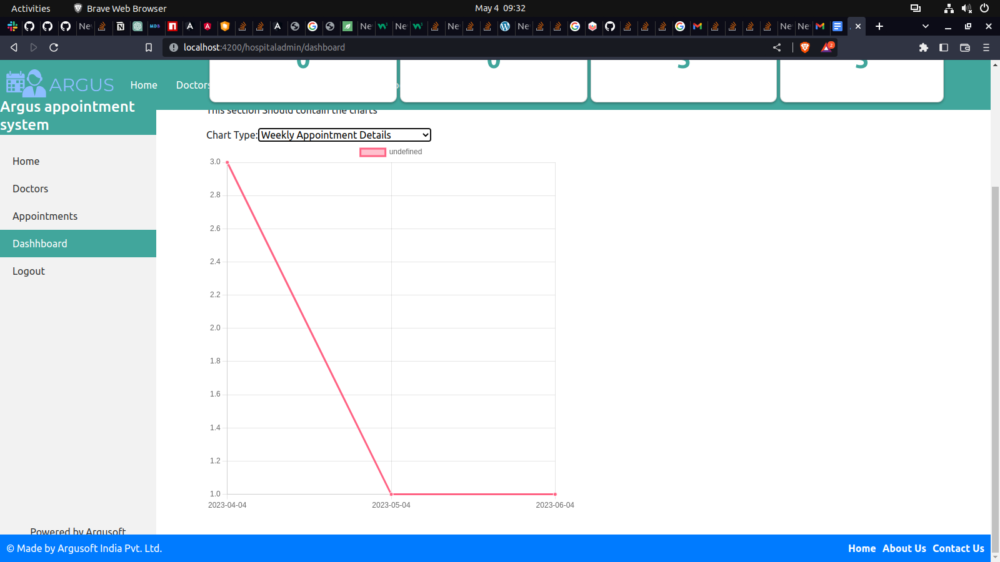 Activities
Brave Web Browser
May 4 09:32
Ne
Ne
Ne
Ne
Ne
Ne
Ne
Ne
localhost:4200/hospitaladmin/dashboard
2
0
0
3
3
ARGUS
Home
Doctors
Argus appointment
system
This section Should contain the charts
Chart Type:
Weekly Appointment Details
undefined
3.0
2.8
2.6
2.4
2.2
2.0
1.8
1.6
1.4
1.2
1.0
2023-04-04
2023-05-04
2023-06-04
Home
Doctors
Appointments
Dashhboard
Logout
Powered by Argusoft
© Made by Argusoft India Pvt. Ltd.
Home About Us Contact Us